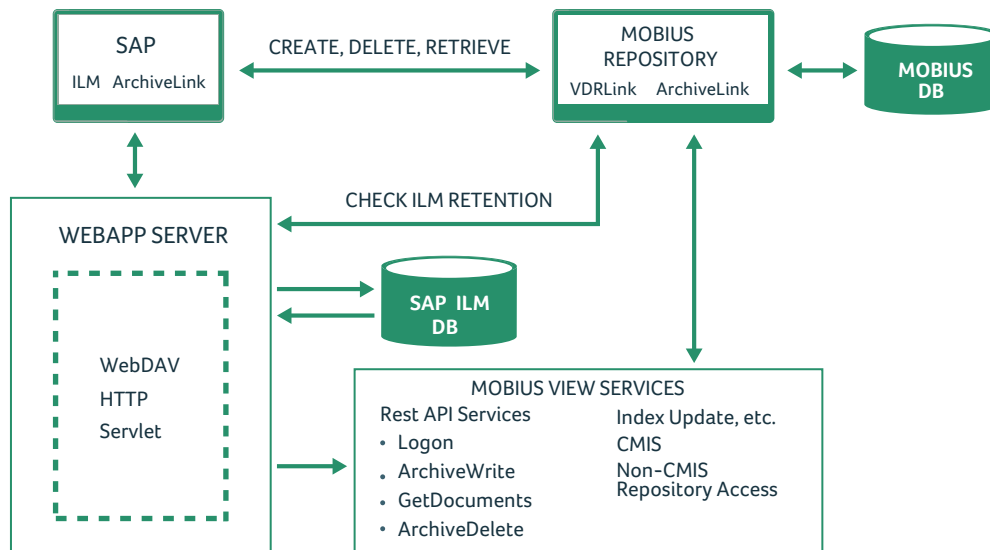 SAP
ILM ArchiveLink
CREATE, DELETE, RETRIEVE
MOBIUS
REPOSITORY
VDRLink ArchiveLink
MOBIUS
DB
CHECK ILM RETENTION
WEBAPP SERVER
WebDAV
HTTP
Servlet
SAP ILM
DB
MOBIUS VIEW SERVICES
Rest API Services
• Logon
• ArchiveWrite
• GetDocuments
• ArchiveDelete
Index Update, etc.
CMIS
Non-CMIS
Repository Access